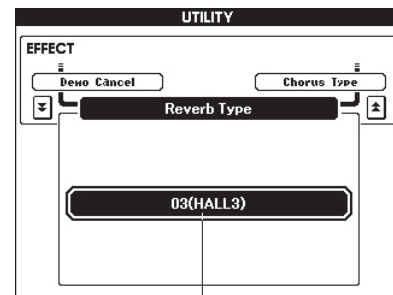 UTILITY
EFFECT
Demo Cancel
Chorus Type
Reverb Type
03(HALL3)